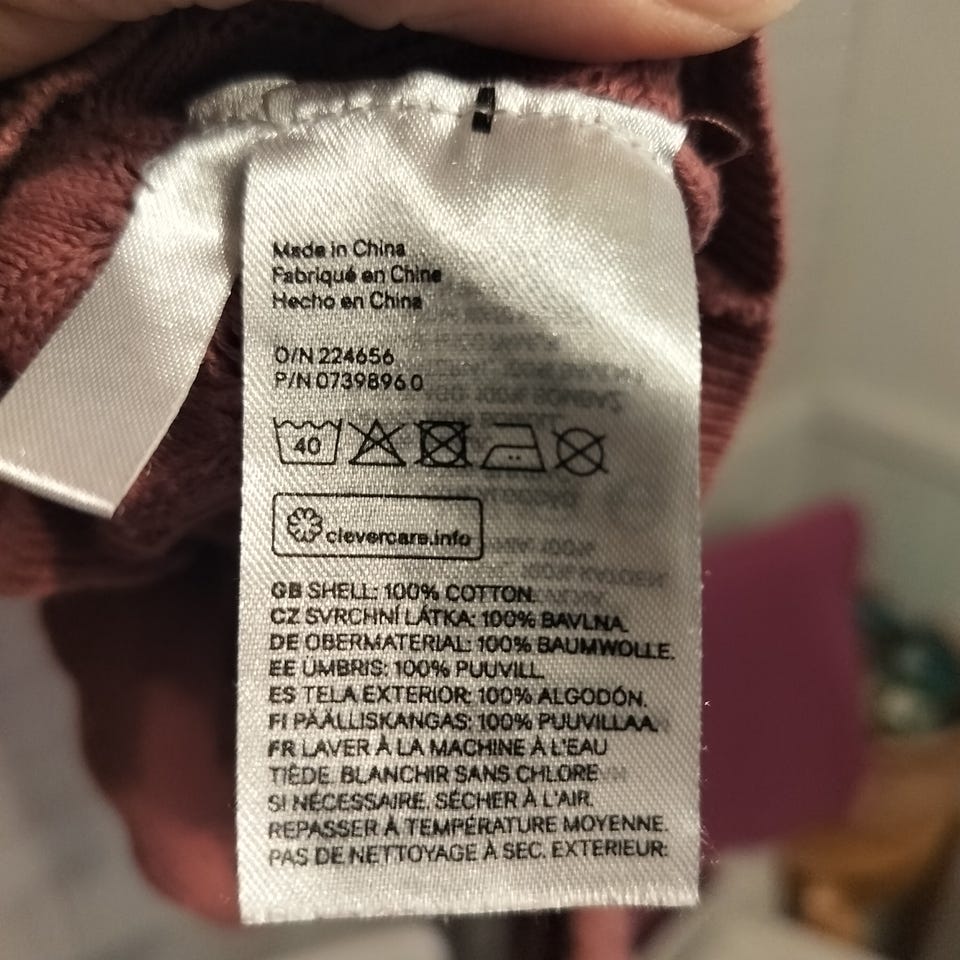 Made in China
Fabriqué en Chine
Hecho en China
O/N 224656
P/N 0739896 0
40
clevercare.info
GB SHELL: 100% COTTON.
CZ SVRCHNÍ LÁTKA: 100% BAVLNA.
DE OBERMATERIAL: 100% BAUMWOLLE.
EE ÜMBRIS: 100% PUUVILL.
ES TELA EXTERIOR: 100% ALGODÓN.
FI PÄÄLLISKANGAS: 100% PUUVILLAA.
FR LAVER À LA MACHINE À L'EAU
TIÈDE. BLANCHIR SANS CHLORE
SI NÉCESSAIRE. SÉCHER À L'AIR.
REPASSER À TEMPÉRATURE MOYENNE.
PAS DE NETTOYAGE À SEC. EXTERIEUR: